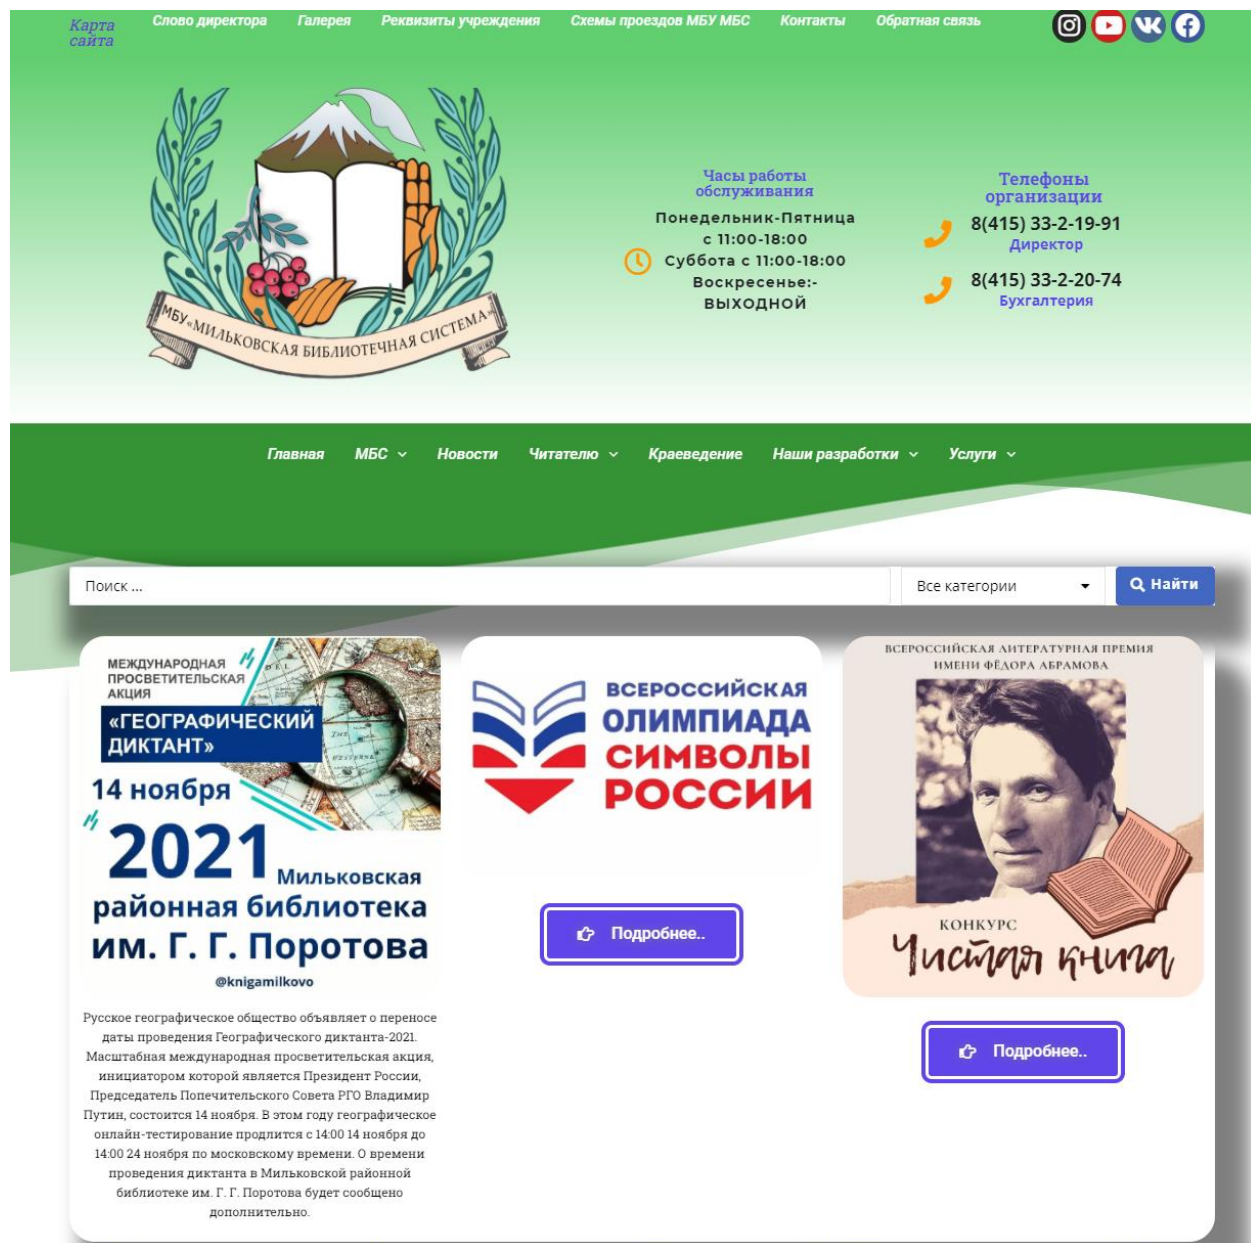 Карта
сайта
Слово директора
Галерея
Реквизиты учреждения
Схемы проездов МБУ МБС
Контакты
Обратная связь
МБУ «МИЛЬКОВСКАЯ БИБЛИОТЕЧНАЯ СИСТЕМА»
Часы работы
обслуживания
Понедельник-Пятница
с 11:00-18:00
Суббота с 11:00-18:00
Воскресенье:-
ВЫХОДНОЙ
Телефоны
организации
8(415) 33-2-19-91
Директор
8(415) 33-2-20-74
Бухгалтерия
Главная
МБС
Новости
Читателю
Краеведение
Наши разработки
Услуги
Поиск ...
Все категории
Найти
МЕЖДУНАРОДНАЯ
ПРОСВЕТИТЕЛЬСКАЯ
АКЦИЯ
«ГЕОГРАФИЧЕСКИЙ
ДИКТАНТ»
14 ноября
2021
Мильковская
районная библиотека
им. Г. Г. Поротова
@knigamilkovo
Русское географическое общество объявляет о переносе
даты проведения Географического диктанта-2021.
Масштабная международная просветительская акция,
инициатором которой является Президент России,
Председатель Попечительского Совета РГО Владимир
Путин, состоится 14 ноября. В этом году географическое
онлайн-тестирование продлится с 14:00 14 ноября до
14:00 24 ноября по московскому времени. О времени
проведения диктанта в Мильковской районной
библиотеке им. Г. Г. Поротова будет сообщено
дополнительно.
ВСЕРОССИЙСКАЯ
ОЛИМПИАДА
СИМВОЛЫ
РОССИИ
Подробнее..
ВСЕРОССИЙСКАЯ ЛИТЕРАТУРНАЯ ПРЕМИЯ
ИМЕНИ ФЁДОРА АБРАМОВА
КОНКУРС
Чистая книга
Подробнее..